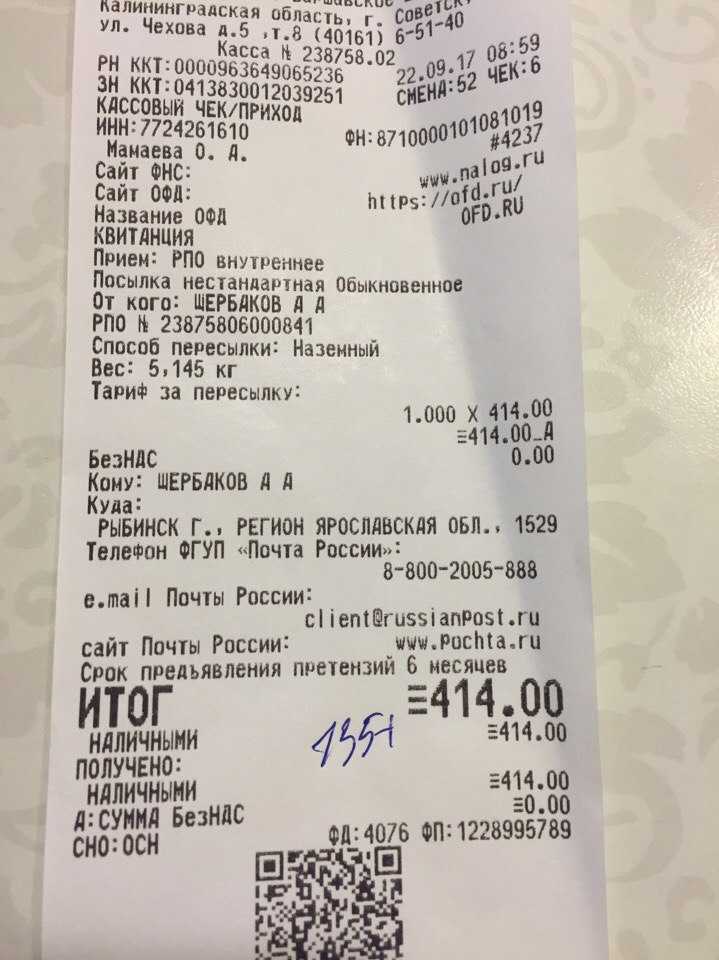 Калининградская область, г. Советск,
ул. Чехова д.5 ,т.8 (40161) 6-51-40
Касса № 238758.02
РН ККТ:0000963649065236 22.09.17 08:59
ЗН ККТ:04138300012039251 СМЕНА:52 ЧЕК:6
КАССОВЫЙ ЧЕК/ПРИХОД
ИНН:7724261610 ФН:8710000101081019
Мамаева О. А. #4237
Сайт ФНС: www.nalog.ru
Сайт ОФД: https://ofd.ru/
Название ОФД OFD.RU
КВИТАНЦИЯ
Прием: РПО внутреннее
Посылка нестандартная Обыкновенное
От кого: ЩЕРБАКОВ А А
РПО № 23875806000841
Способ пересылки: Наземный
Вес: 5,145 кг
Тариф за пересылку:
1.000 X 414.00
≡414.00_А
БезНДС 0.00
Кому: ЩЕРБАКОВ А А
Куда:
РЫБИНСК Г., РЕГИОН ЯРОСЛАВСКАЯ ОБЛ., 1529
Телефон ФГУП «Почта России»:
8-800-2005-888
e.mail Почты России:
client@russianpost.ru
сайт Почты России: www.pochta.ru
Срок предъявления претензий 6 месяцев
ИТОГ ≡414.00
НАЛИЧНЫМИ ≡414.00
ПОЛУЧЕНО:
НАЛИЧНЫМИ ≡414.00
А:СУММА БезНДС ≡0.00
СНО:ОСН ФД:4076 ФП:1228995789